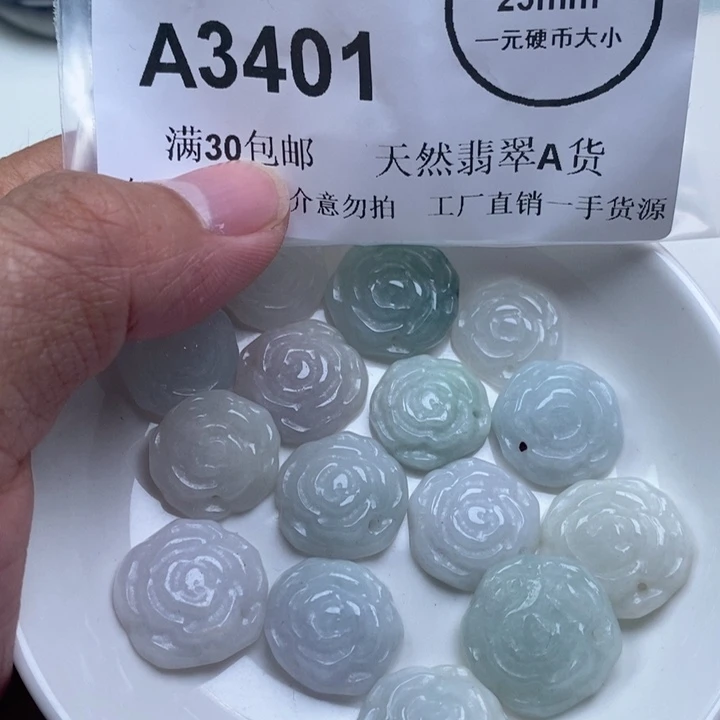 25mm
一元硬币大小
A3401
满30包邮 天然翡翠A货
介意勿拍 工厂直销一手货源